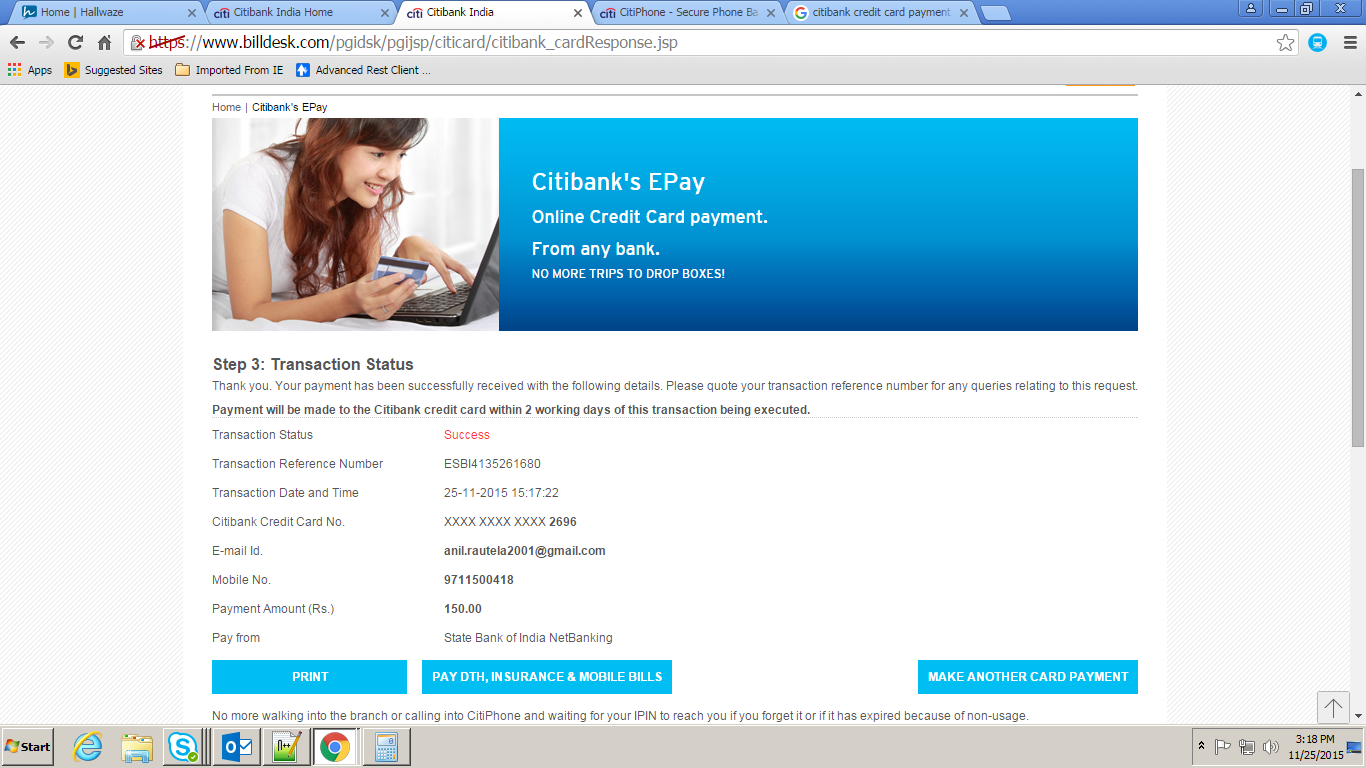 Home | Hallwaze
citi Citibank India Home
citi Citibank India
citi CitiPhone - Secure Phone Ba
citibank credit card payment
https://www.billdesk.com/pgidsk/pgijsp/citicard/citibank_cardResponse.jsp
Apps
Suggested Sites
Imported From IE
Advanced Rest Client ...
Home | Citibank's EPay
Citibank's EPay
Online Credit Card payment.
From any bank.
NO MORE TRIPS TO DROP BOXES!
Step 3: Transaction Status
Thank you. Your payment has been successfully received with the following details. Please quote your transaction reference number for any queries relating to this request.
Payment will be made to the Citibank credit card within 2 working days of this transaction being executed.
Transaction Status Success
Transaction Reference Number ESBI4135261680
Transaction Date and Time 25-11-2015 15:17:22
Citibank Credit Card No. XXXX XXXX XXXX 2696
E-mail Id. anil.rautela2001@gmail.com
Mobile No. 9711500418
Payment Amount (Rs.) 150.00
Pay from State Bank of India NetBanking
PRINT
PAY DTH, INSURANCE & MOBILE BILLS
MAKE ANOTHER CARD PAYMENT
No more walking into the branch or calling into CitiPhone and waiting for your IPIN to reach you if you forget it or if it has expired because of non-usage.
Start
3:18 PM
11/25/2015